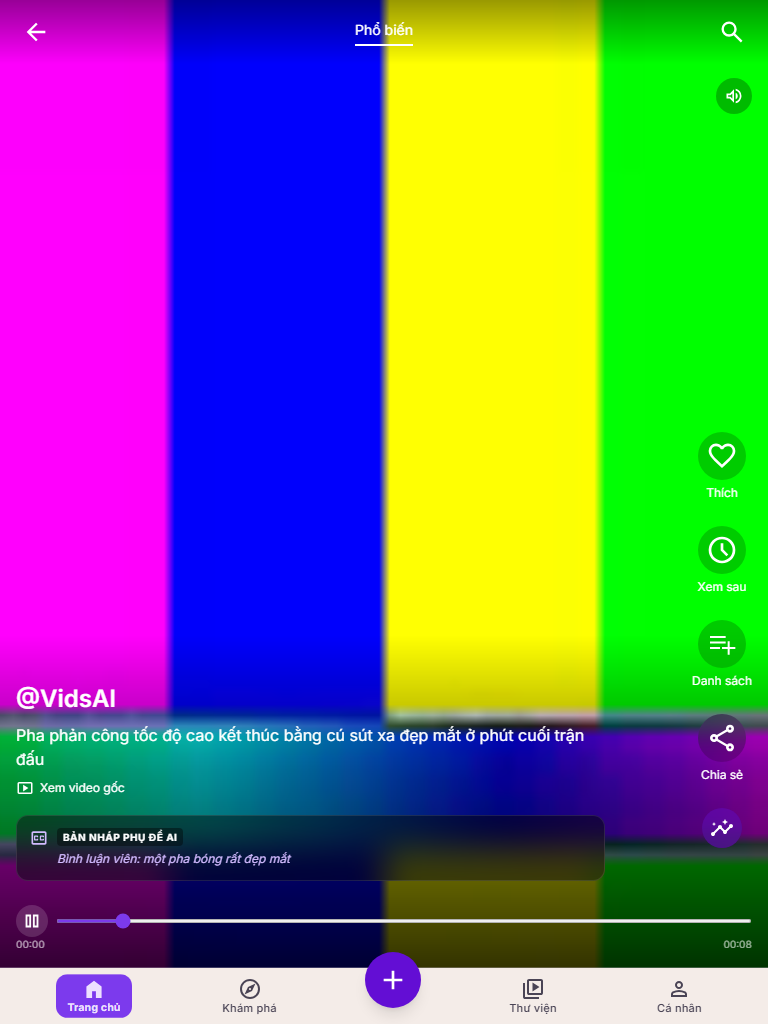 Phổ biến
Thích
Xem sau
Danh sách
@VidsAI
Pha phản công tốc độ cao kết thúc bằng cú sút xa đẹp mắt ở phút cuối trận
đấu
Chia sẻ
Xem video gốc
CC BẢN NHÁP PHỤ ĐỀ AI
Bình luận viên: một pha bóng rất đẹp mắt
00:00 00:08
Trang chủ Khám phá Thư viện Cá nhân